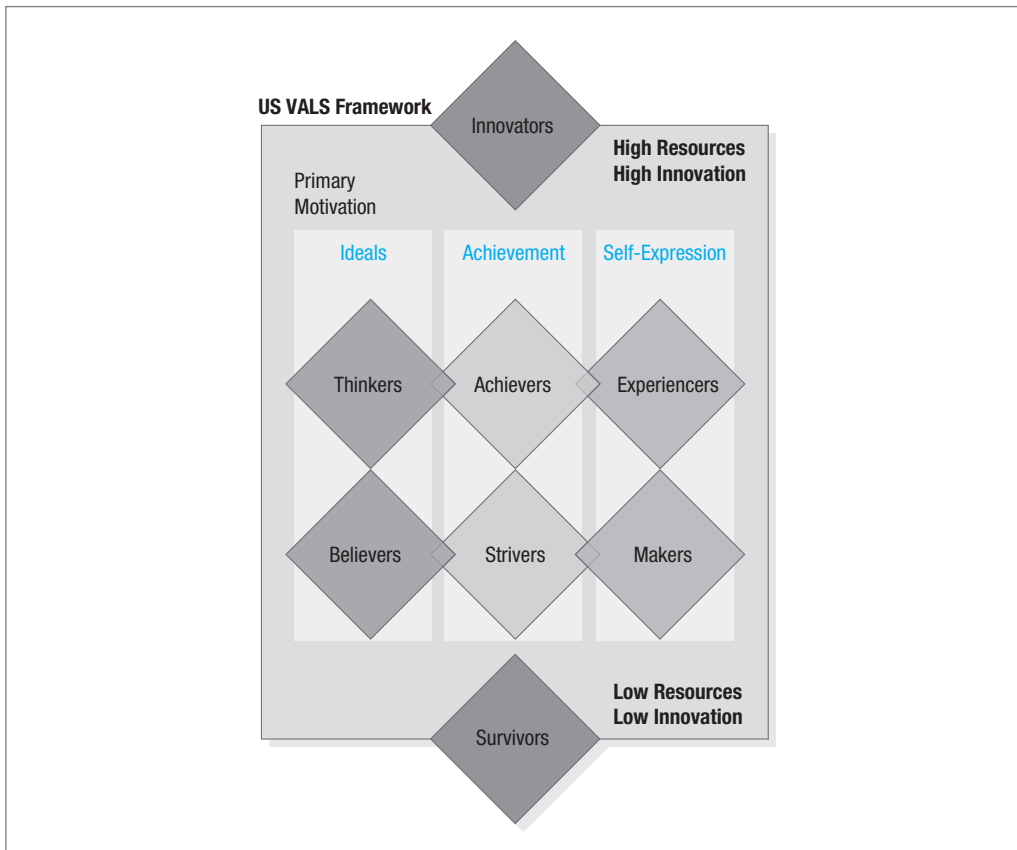 US VALS Framework
Innovators
High Resources
High Innovation
Primary
Motivation
Ideals
Achievement
Self-Expression
Thinkers
Achievers
Experiencers
Believers
Strivers
Makers
Low Resources
Low Innovation
Survivors